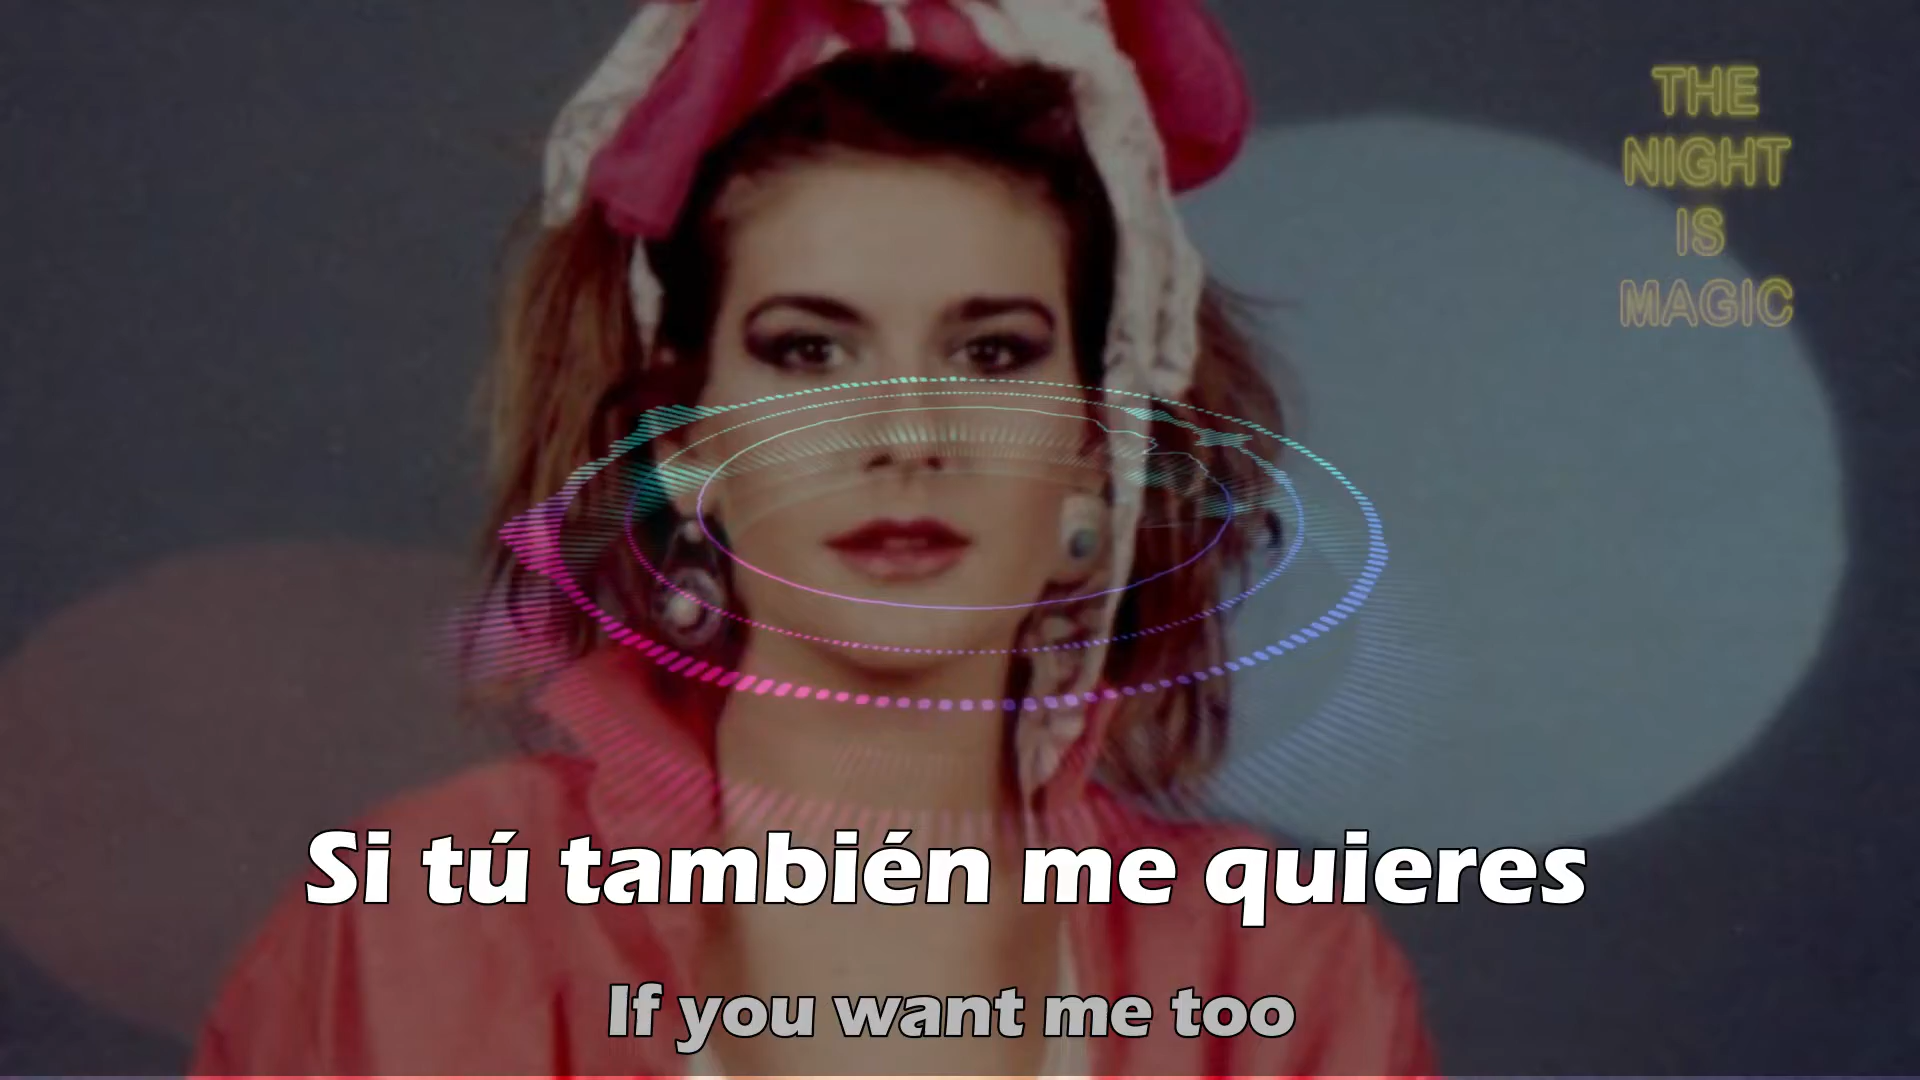 THE
NIGHT
IS
MAGIC
Si tú también me quieres
If you want me too